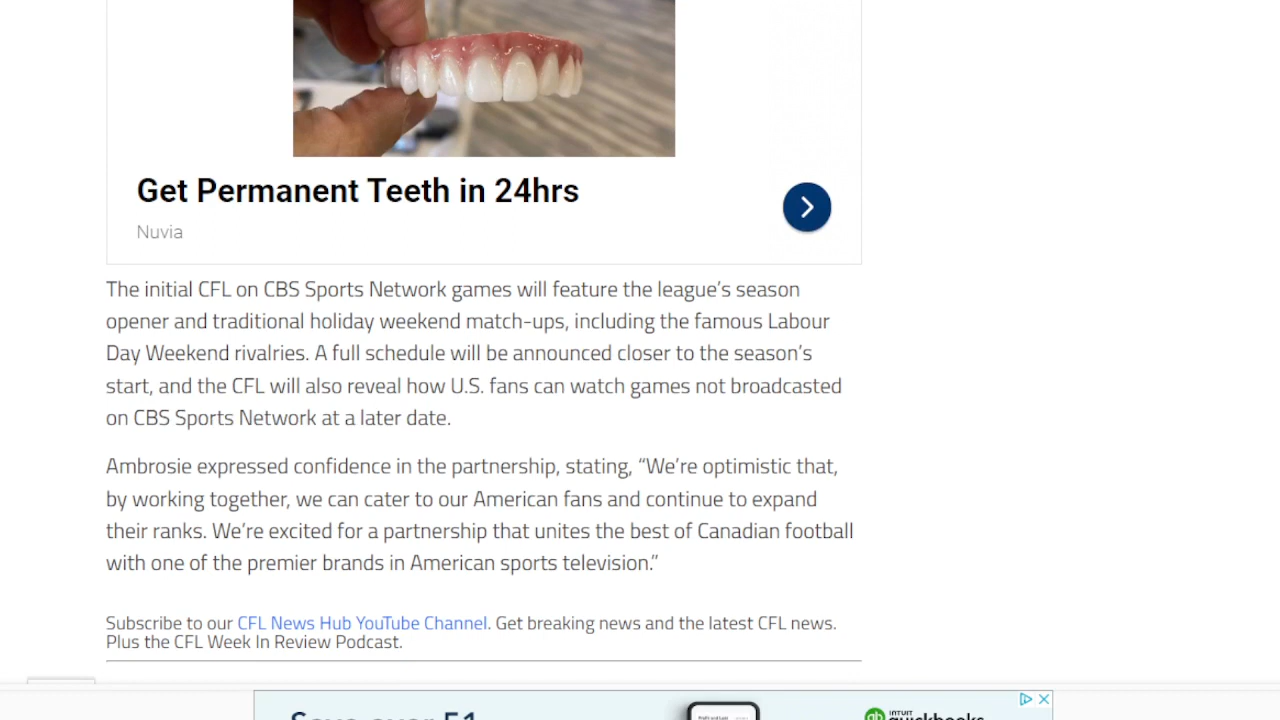 Get Permanent Teeth in 24hrs
Nuvia
The initial CFL on CBS Sports Network games will feature the league’s season
opener and traditional holiday weekend match-ups, including the famous Labour
Day Weekend rivalries. A full schedule will be announced closer to the season’s
start, and the CFL will also reveal how U.S. fans can watch games not broadcasted
on CBS Sports Network at a later date.
Ambrosie expressed confidence in the partnership, stating, “We’re optimistic that,
by working together, we can cater to our American fans and continue to expand
their ranks. We’re excited for a partnership that unites the best of Canadian football
with one of the premier brands in American sports television.”
Subscribe to our CFL News Hub YouTube Channel. Get breaking news and the latest CFL news.
Plus the CFL Week In Review Podcast.
Save over 51
INTUIT
quickbooks